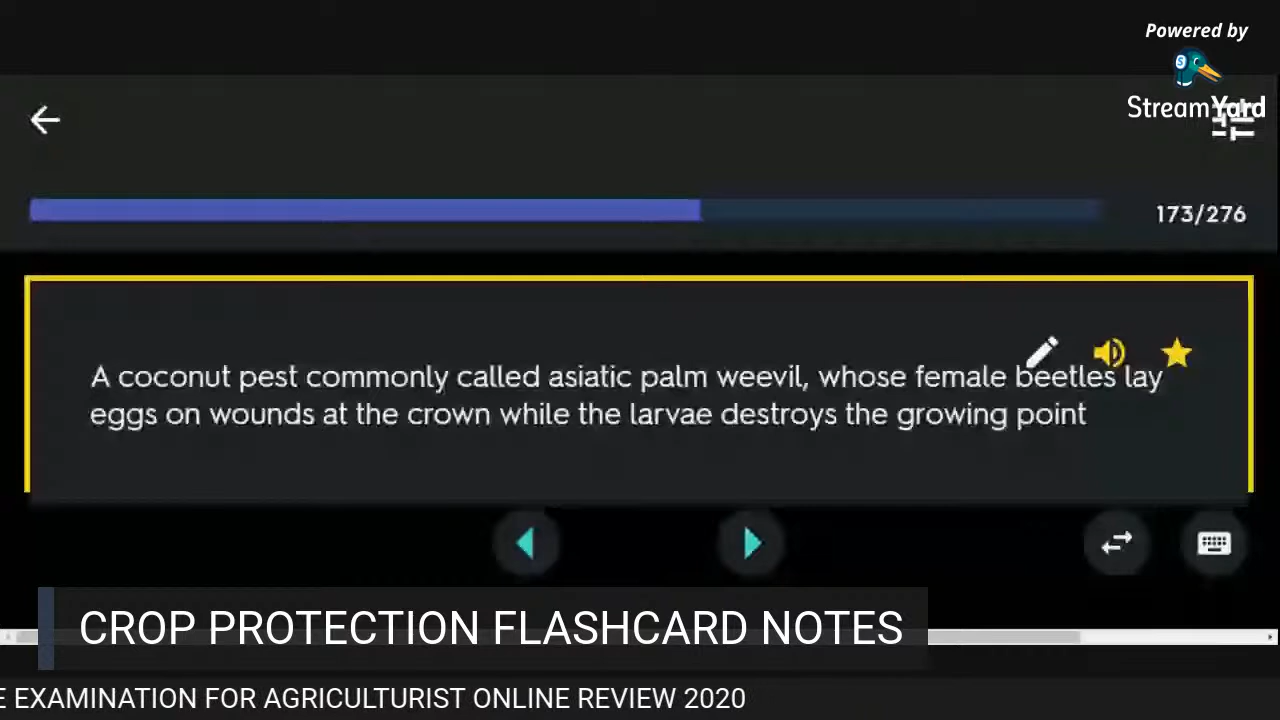 Powered by
StreamYard
173/276
A coconut pest commonly called asiatic palm weevil, whose female beetles lay
eggs on wounds at the crown while the larvae destroys the growing point
CROP PROTECTION FLASHCARD NOTES
E EXAMINATION FOR AGRICULTURIST ONLINE REVIEW 2020